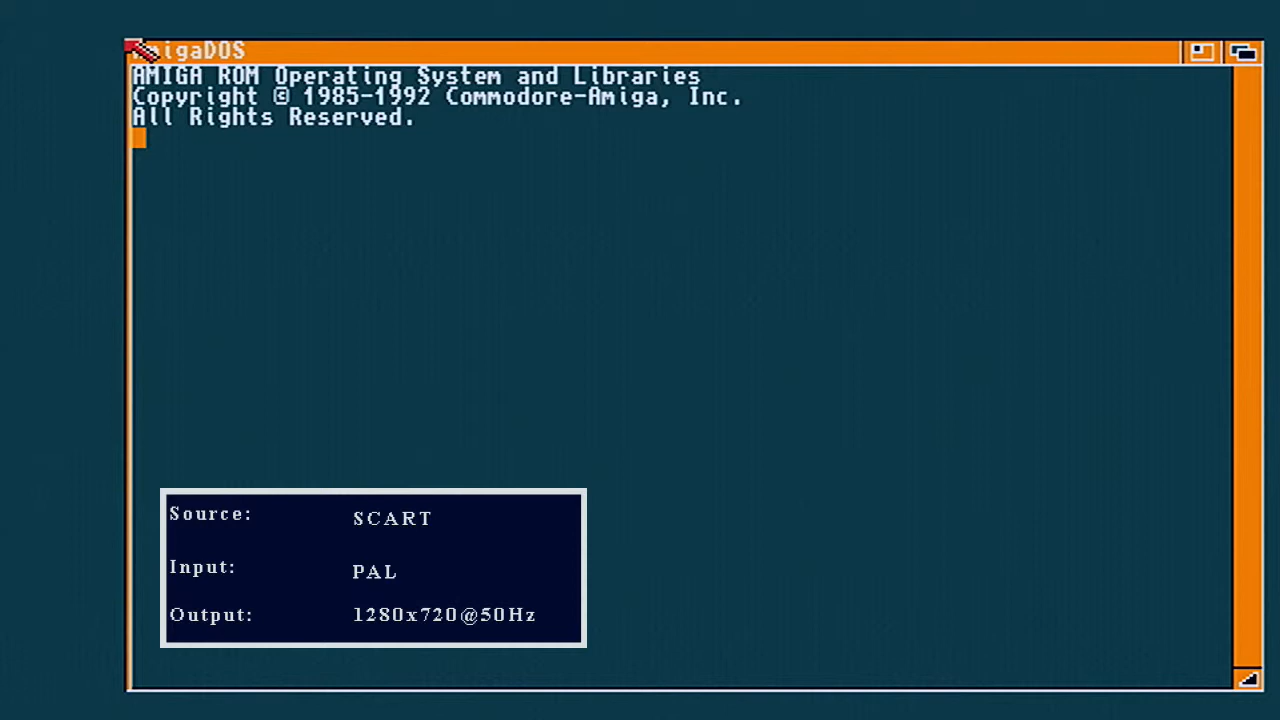 AmigaDOS
AMIGA ROM Operating System and Libraries
Copyright © 1985-1992 Commodore-Amiga, Inc.
All Rights Reserved.
Source: SCART
Input: PAL
Output: 1280x720@50Hz